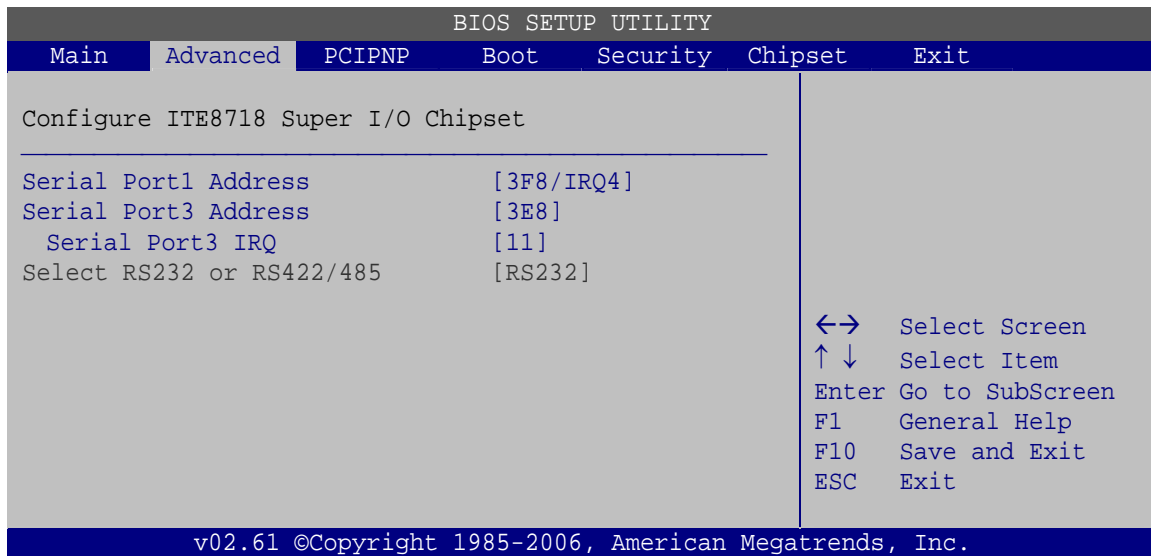 BIOS SETUP UTILITY
Main Advanced PCIPNP Boot Security Chipset Exit
Configure ITE8718 Super I/O Chipset
Serial Port1 Address [3F8/IRQ4]
Serial Port3 Address [3E8]
Serial Port3 IRQ [11]
Select RS232 or RS422/485 [RS232]
←→ Select Screen
↑ ↓ Select Item
Enter Go to SubScreen
F1 General Help
F10 Save and Exit
ESC Exit
v02.61 ©Copyright 1985-2006, American Megatrends, Inc.